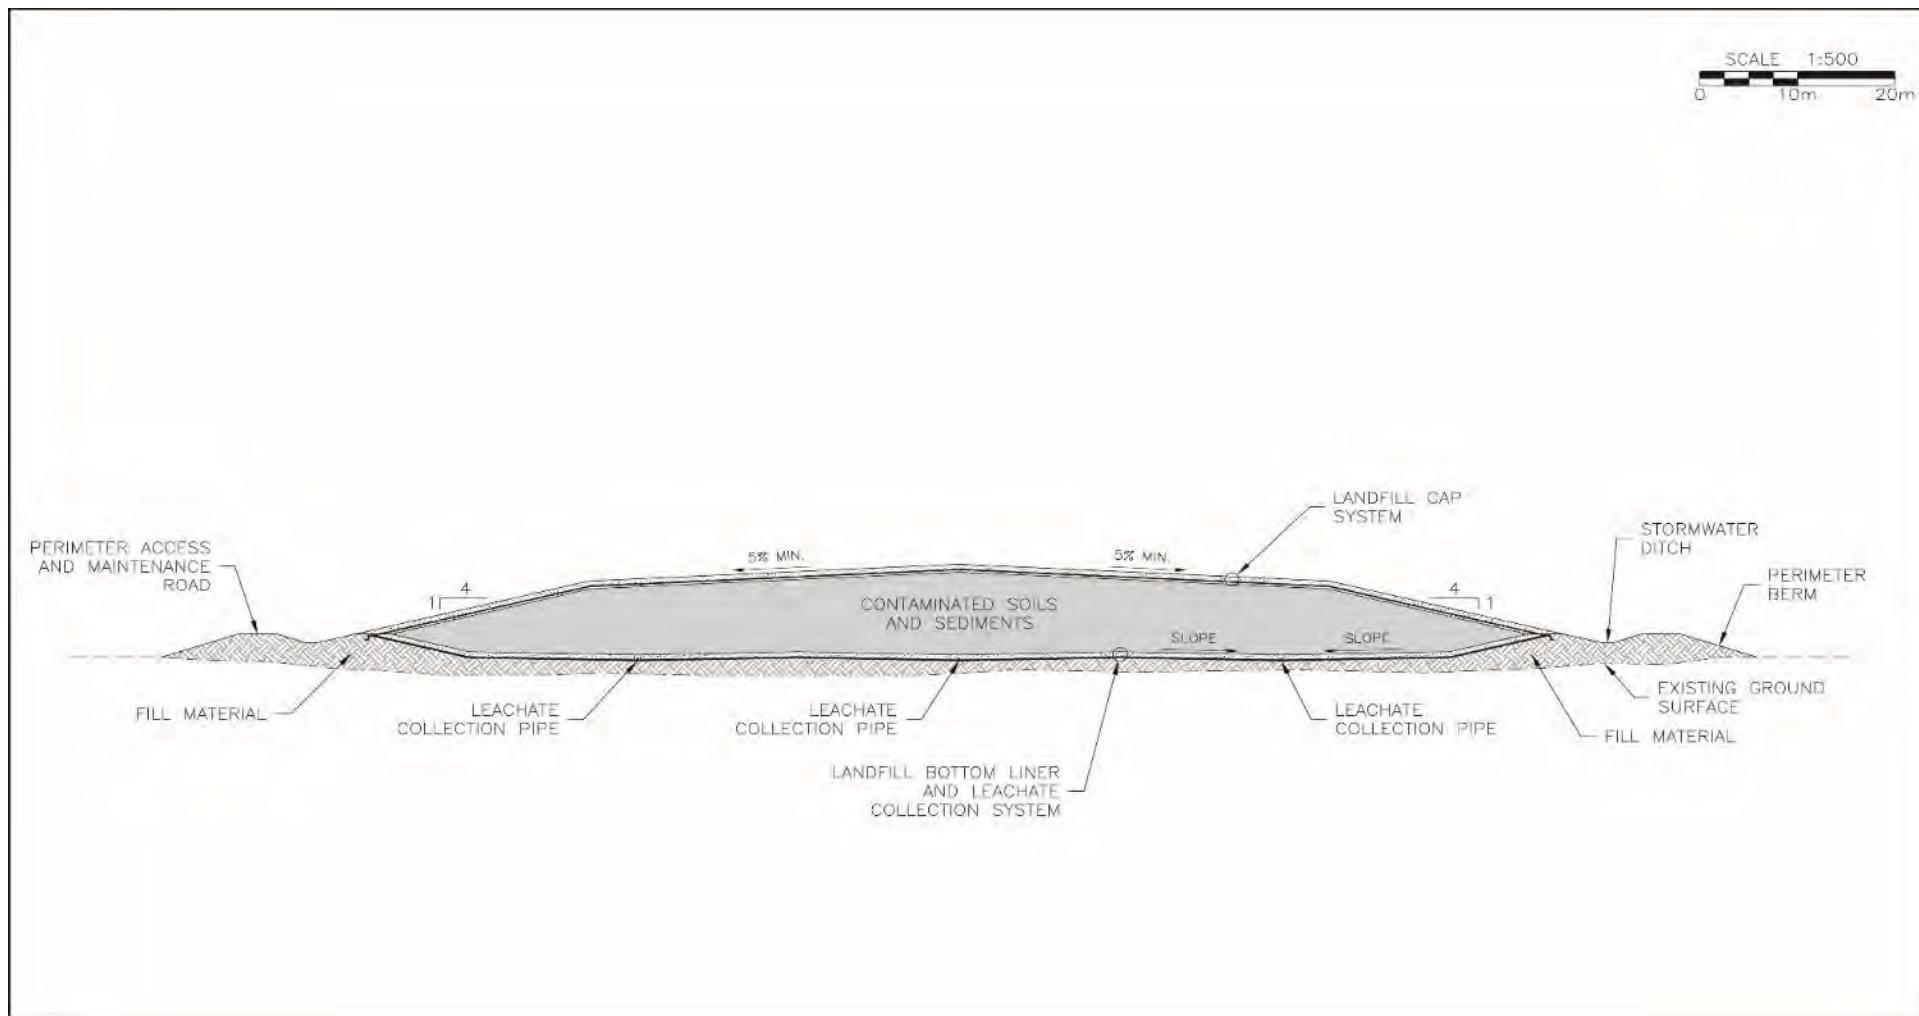 SCALE 1:500
0 10m 20m
LANDFILL CAP
SYSTEM
STORMWATER
DITCH
PERIMETER ACCESS
AND MAINTENANCE
ROAD
5% MIN.
5% MIN.
PERIMETER
BERM
4
1
4
1
CONTAMINATED SOILS
AND SEDIMENTS
SLOPE
SLOPE
FILL MATERIAL
LEACHATE
COLLECTION PIPE
LEACHATE
COLLECTION PIPE
LEACHATE
COLLECTION PIPE
EXISTING GROUND
SURFACE
FILL MATERIAL
LANDFILL BOTTOM LINER
AND LEACHATE
COLLECTION SYSTEM